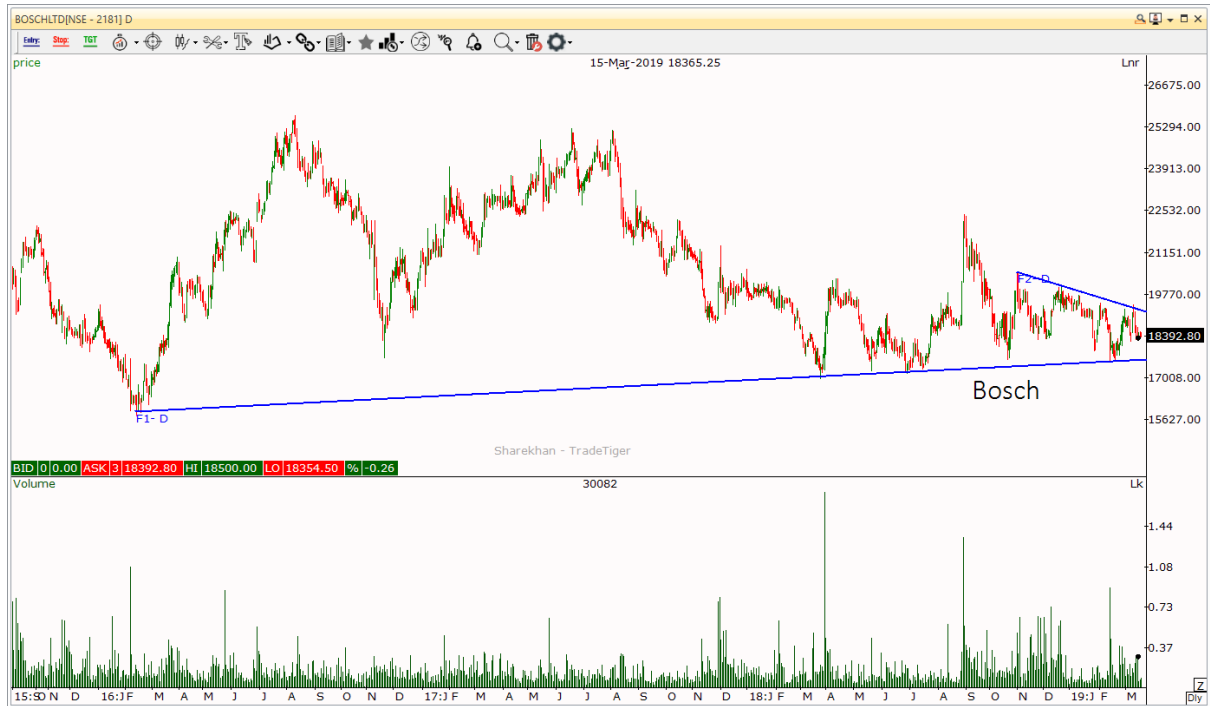 BOSCHLTD[NSE - 2181] D
Entry: Stop: TGT
price 15-Mar-2019 18365.25 Lnr
26675.00
25294.00
23913.00
22532.00
21151.00
F2- D
19770.00
18392.80
17008.00
Bosch
F1- D
15627.00
Sharekhan - TradeTiger
BID 0 0.00 ASK 3 18392.80 HI 18500.00 LO 18354.50 % -0.26
Volume 30082 Lk
1.44
1.08
0.73
0.37
Z
15:S O N D 16:J F M A M J J A S O N D 17:J F M A M J J A S O N D 18:J F M A M J J A S O N D 19:J F M Dly